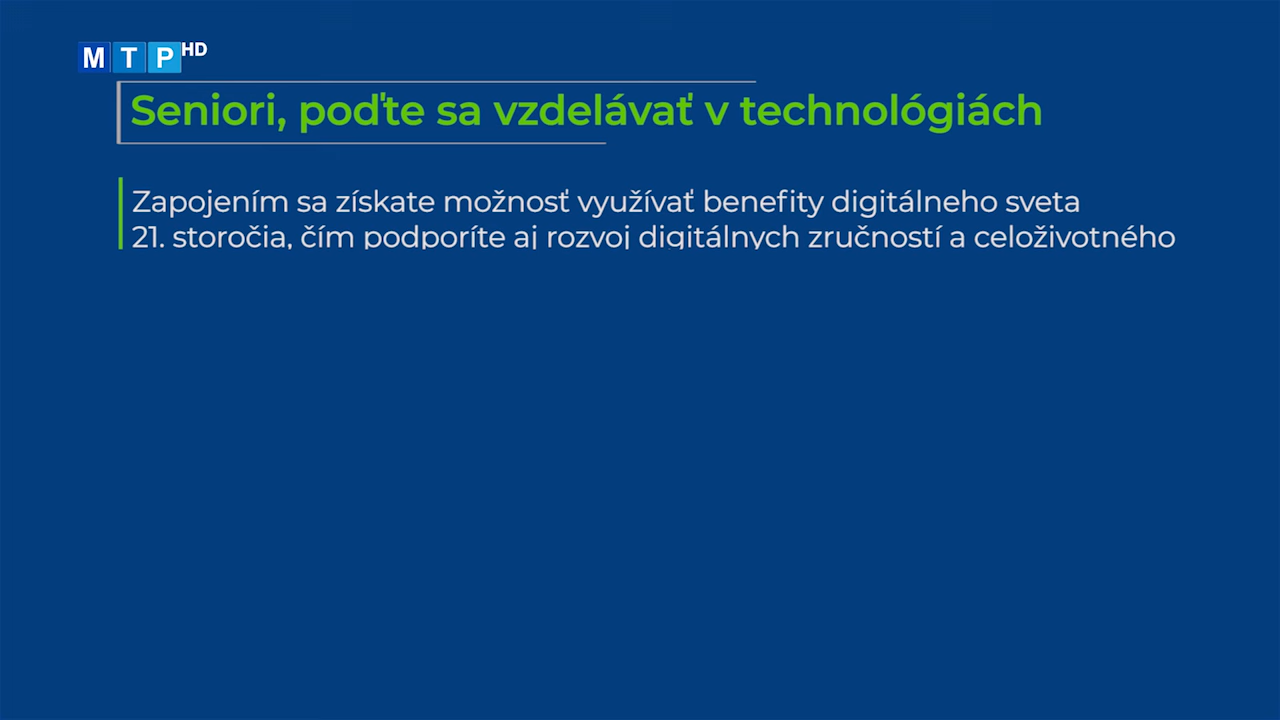 MTP HD
Seniori, poďte sa vzdelávať v technológiách
Zapojením sa získate možnosť využívať benefity digitálneho sveta
21. storočia, čím podporíte aj rozvoj digitálnych zručností a celoživotného